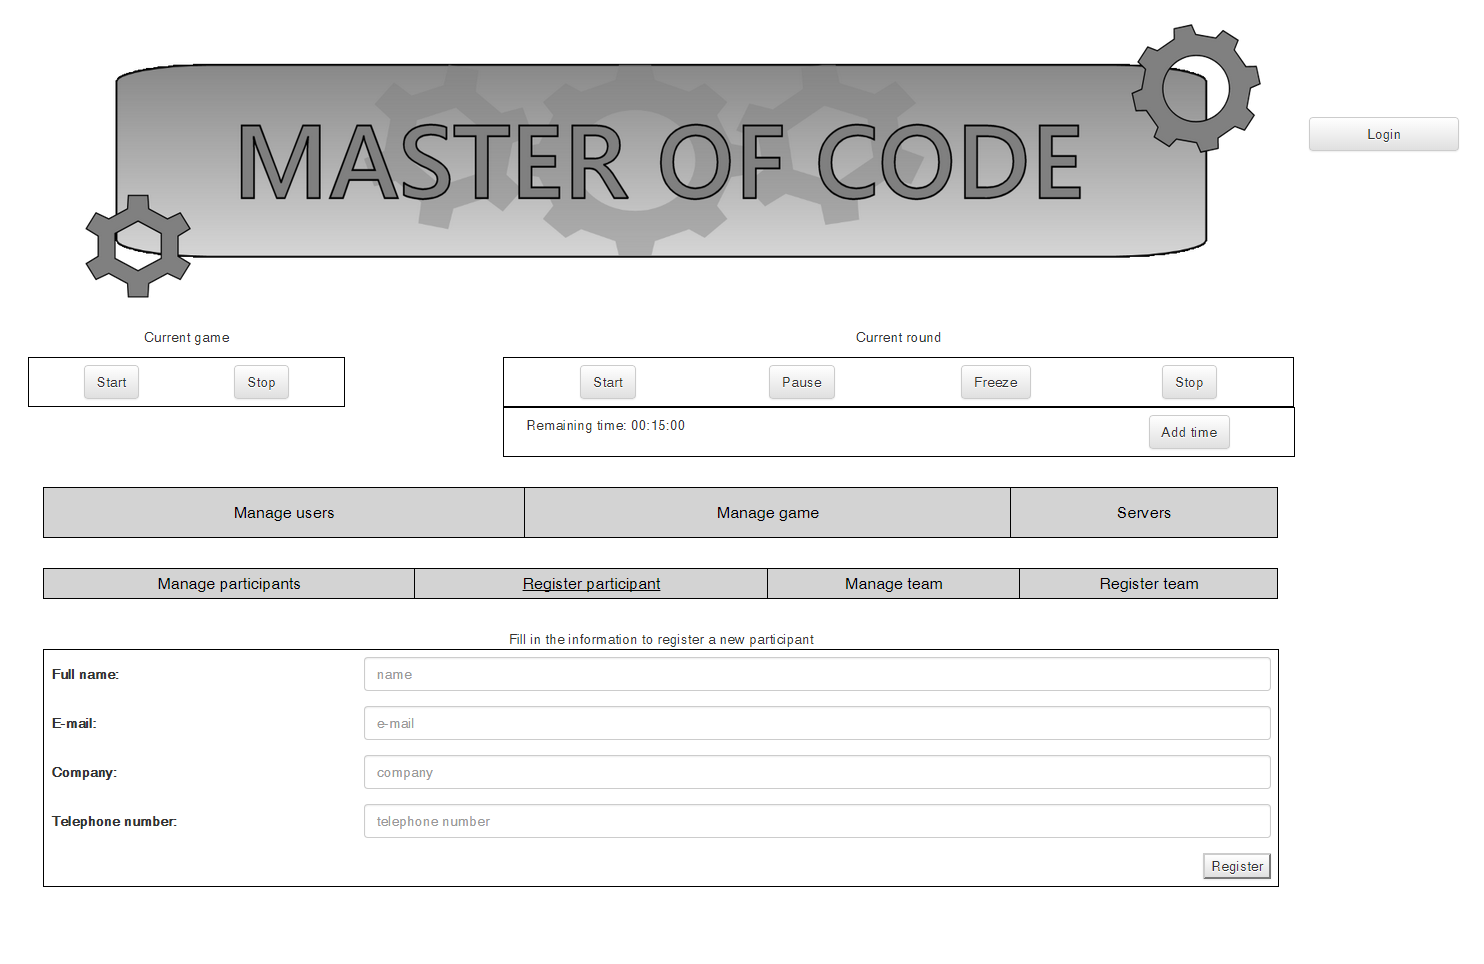 MASTER OF CODE
Login
Current game
Current round
Start Stop
Start Pause Freeze Stop
Remaining time: 00:15:00
Add time
Manage users Manage game Servers
Manage participants Register participant Manage team Register team
Fill in the information to register a new participant
Full name: name
E-mail: e-mail
Company: company
Telephone number: telephone number
Register